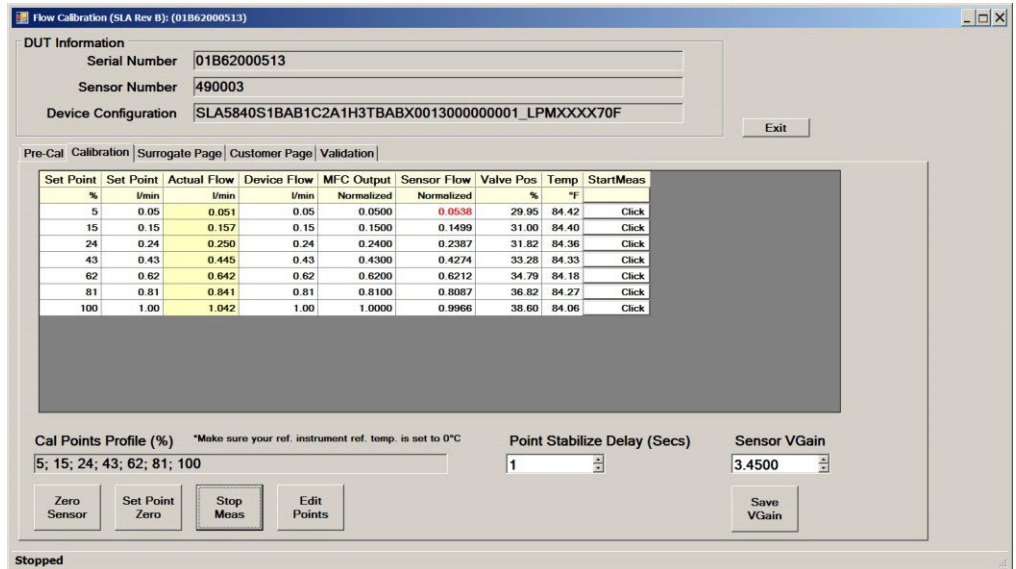 Flow Calibration (SLA Rev B): (01B62000513)
DUT Information
Serial Number 01B62000513
Sensor Number 490003
Device Configuration SLA5840S1BAB1C2A1H3TBABX0013000000001_LPMXXXX70F
Exit
Pre-Cal Calibration Surrogate Page Customer Page Validation
Set Point Set Point Actual Flow Device Flow MFC Output Sensor Flow Valve Pos Temp StartMeas
% l/min l/min l/min Normalized Normalized % °F
5 0.05 0.051 0.05 0.0500 0.0538 29.95 84.42 Click
15 0.15 0.157 0.15 0.1500 0.1499 31.00 84.40 Click
24 0.24 0.250 0.24 0.2400 0.2387 31.82 84.36 Click
43 0.43 0.445 0.43 0.4300 0.4274 33.28 84.33 Click
62 0.62 0.642 0.62 0.6200 0.6212 34.79 84.18 Click
81 0.81 0.841 0.81 0.8100 0.8087 36.82 84.27 Click
100 1.00 1.042 1.00 1.0000 0.9966 38.60 84.06 Click
Cal Points Profile (%) *Make sure your ref. instrument ref. temp. is set to 0°C Point Stabilize Delay (Secs) Sensor VGain
5; 15; 24; 43; 62; 81; 100 1 3.4500
Zero Set Point Stop Edit Save
Sensor Zero Meas Points VGain
Stopped